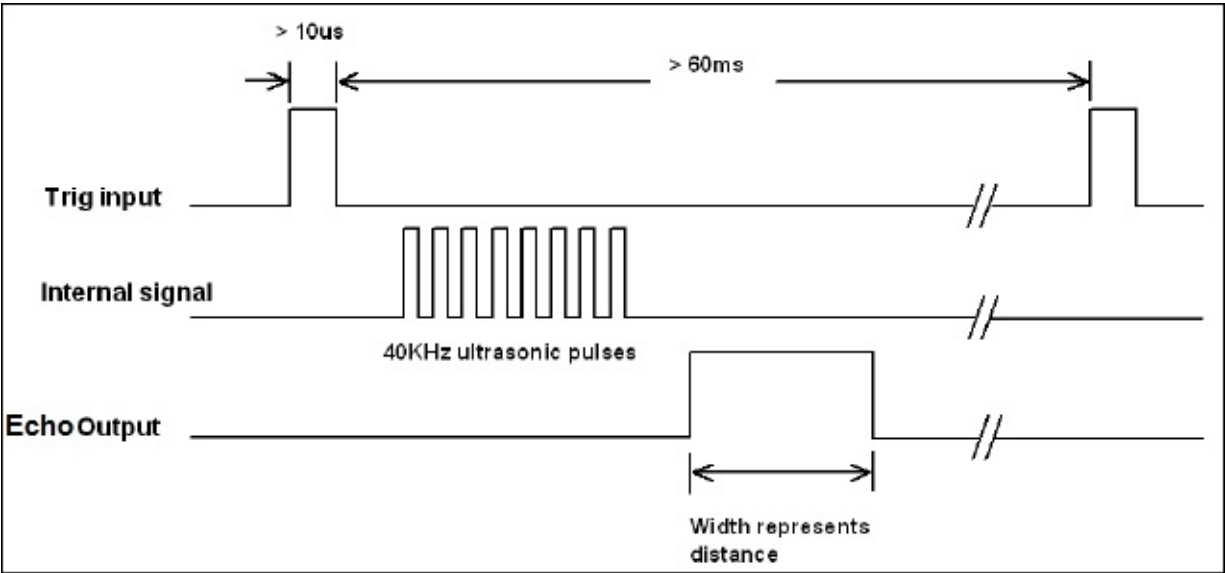 > 10us
> 60ms
Trig input
Internal signal
40KHz ultrasonic pulses
Echo Output
Width represents
distance